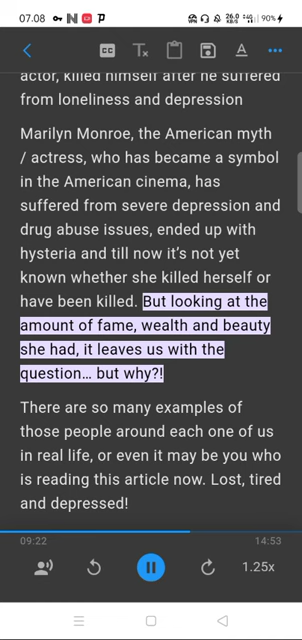 07.08
26.0 KB/S 4G 90%
CC
actor, killed himself after he suffered
from loneliness and depression
Marilyn Monroe, the American myth
/ actress, who has became a symbol
in the American cinema, has
suffered from severe depression and
drug abuse issues, ended up with
hysteria and till now it's not yet
known whether she killed herself or
have been killed. But looking at the
amount of fame, wealth and beauty
she had, it leaves us with the
question... but why?!
There are so many examples of
those people around each one of us
in real life, or even it may be you who
is reading this article now. Lost, tired
and depressed!
09:22 14:53
1.25x